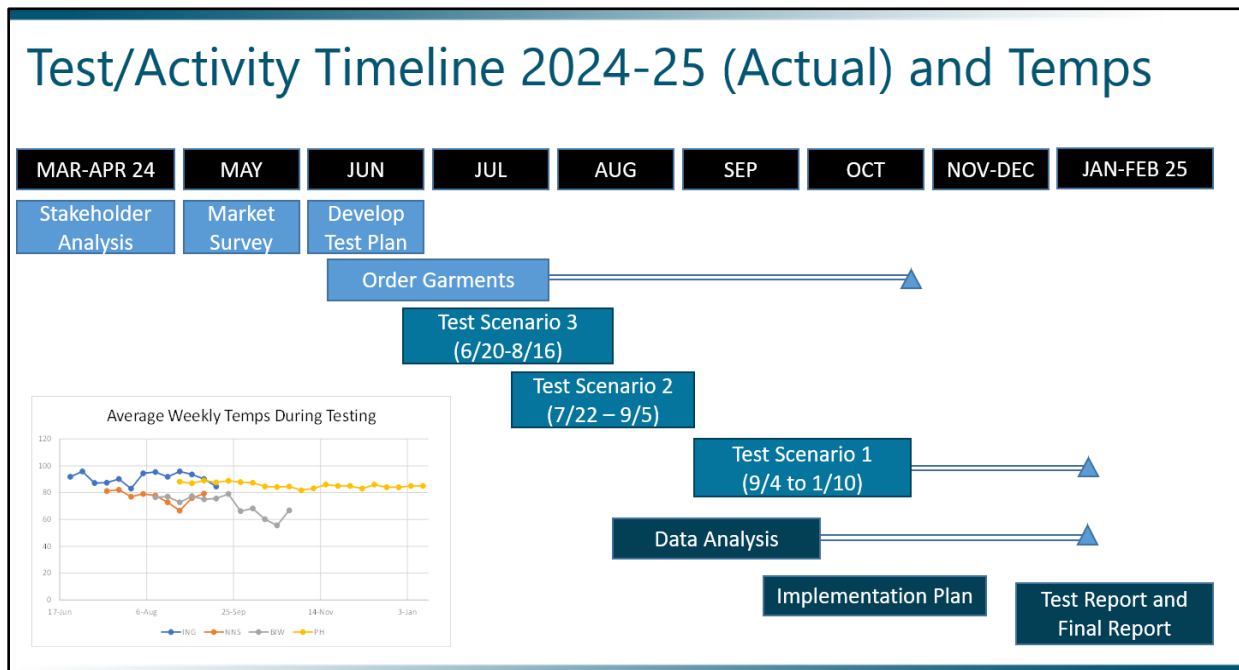 Test/Activity Timeline 2024-25 (Actual) and Temps
MAR-APR 24
MAY
JUN
JUL
AUG
SEP
OCT
NOV-DEC
JAN-FEB 25
Stakeholder
Analysis
Market
Survey
Develop
Test Plan
Order Garments
Test Scenario 3
(6/20-8/16)
Test Scenario 2
(7/22 – 9/5)
Test Scenario 1
(9/4 to 1/10)
Data Analysis
Implementation Plan
Test Report and
Final Report
Average Weekly Temps During Testing
120
100
80
60
40
20
0
17-Jun
6-Aug
25-Sep
14-Nov
3-Jan
ING
NNS
BIW
PH